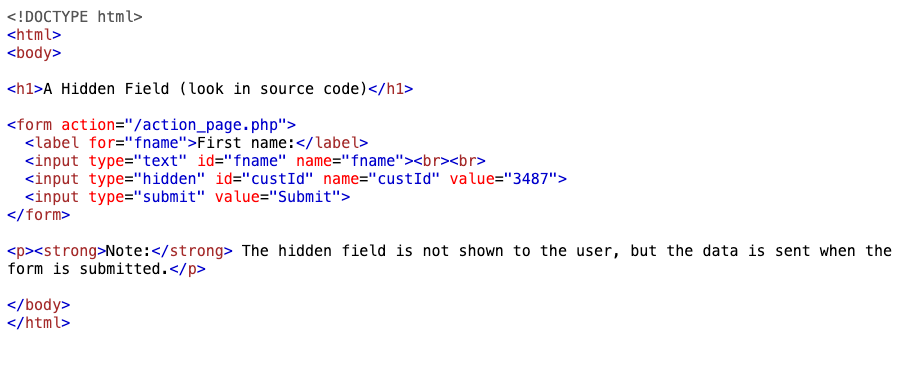 <!DOCTYPE html>
<html>
<body>

<h1>A Hidden Field (look in source code)</h1>

<form action="/action_page.php">
  <label for="fname">First name:</label>
  <input type="text" id="fname" name="fname"><br><br>
  <input type="hidden" id="custId" name="custId" value="3487">
  <input type="submit" value="Submit">
</form>

<p><strong>Note:</strong> The hidden field is not shown to the user, but the data is sent when the
form is submitted.</p>

</body>
</html>